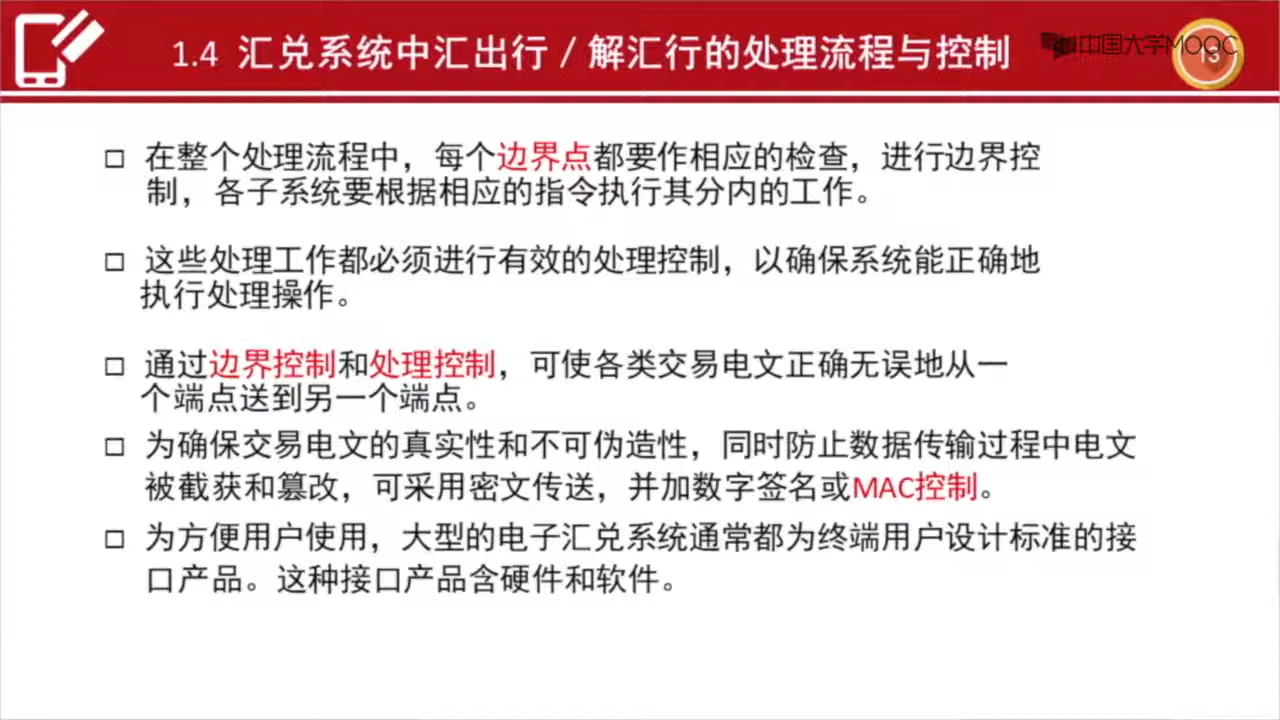 1.4 汇兑系统中汇出行／解汇行的处理流程与控制
中国大学MOOC
13
□ 在整个处理流程中，每个边界点都要作相应的检查，进行边界控
制，各子系统要根据相应的指令执行其分内的工作。
□ 这些处理工作都必须进行有效的处理控制，以确保系统能正确地
执行处理操作。
□ 通过边界控制和处理控制，可使各类交易电文正确无误地从一
个端点送到另一个端点。
□ 为确保交易电文的真实性和不可伪造性，同时防止数据传输过程中电文
被截获和篡改，可采用密文传送，并加数字签名或MAC控制。
□ 为方便用户使用，大型的电子汇兑系统通常都为终端用户设计标准的接
口产品。这种接口产品含硬件和软件。